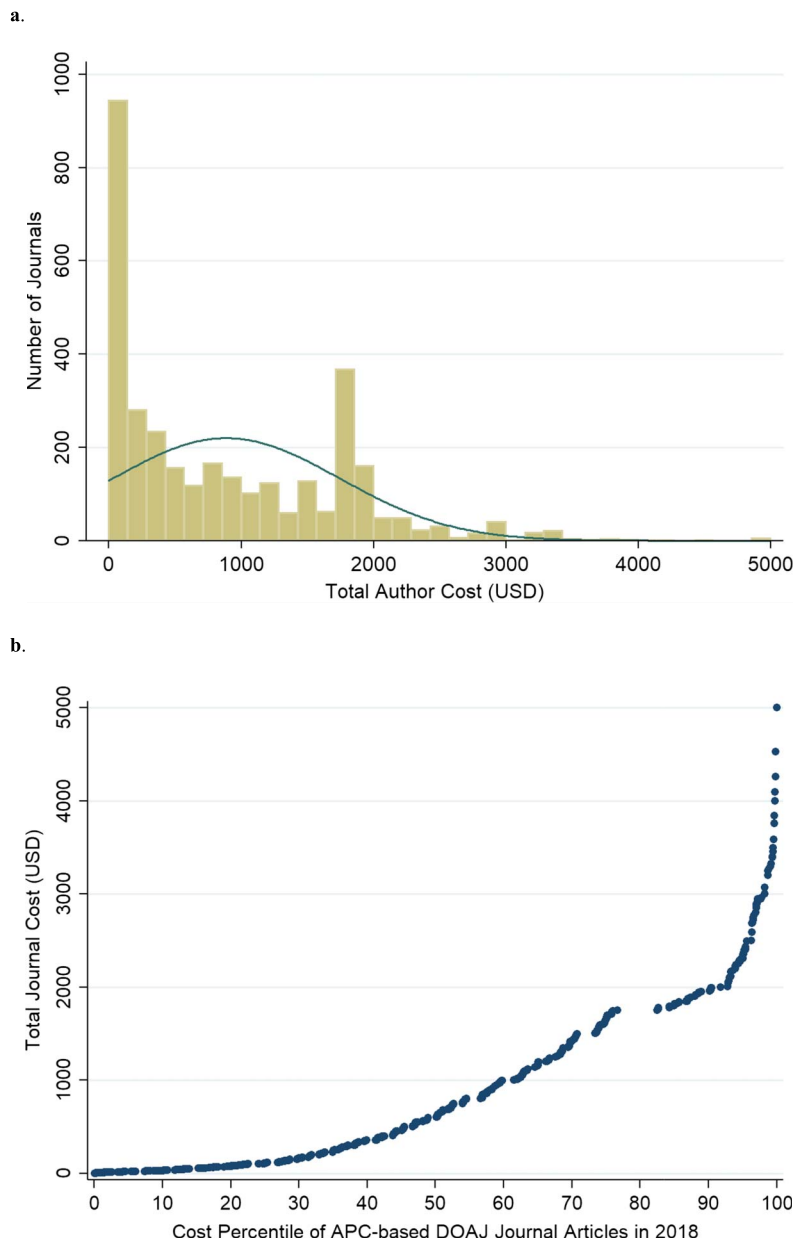 a.
1000
800
600
400
200
0
Number of Journals
0 1000 2000 3000 4000 5000
Total Author Cost (USD)
b.
5000
4000
3000
2000
1000
0
Total Journal Cost (USD)
0 10 20 30 40 50 60 70 80 90 100
Cost Percentile of APC-based DOAJ Journal Articles in 2018